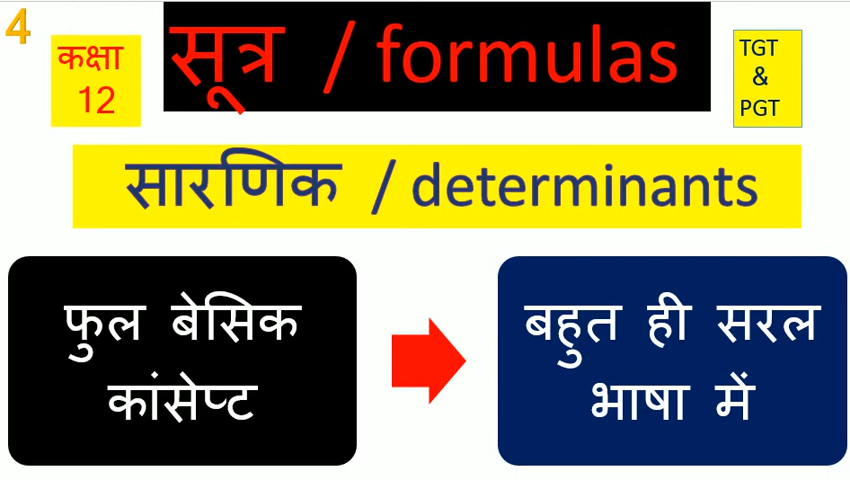 4
कक्षा
12
सूत्र / formulas
TGT
&
PGT
सारणिक / determinants
फुल बेसिक
कांसेप्ट
बहुत ही सरल
भाषा में